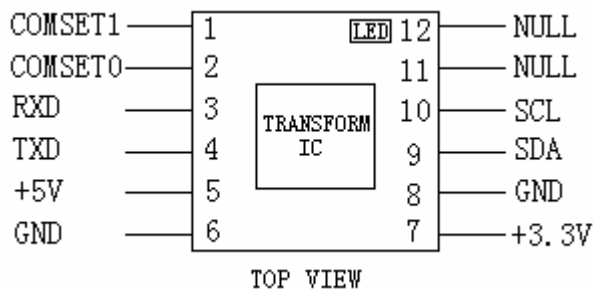 COMSET1 1 LED 12 NULL
COMSET0 2 11 NULL
RXD 3 10 SCL
TRANSFORM
TXD 4 IC 9 SDA
+5V 5 8 GND
GND 6 7 +3.3V
TOP VIEW